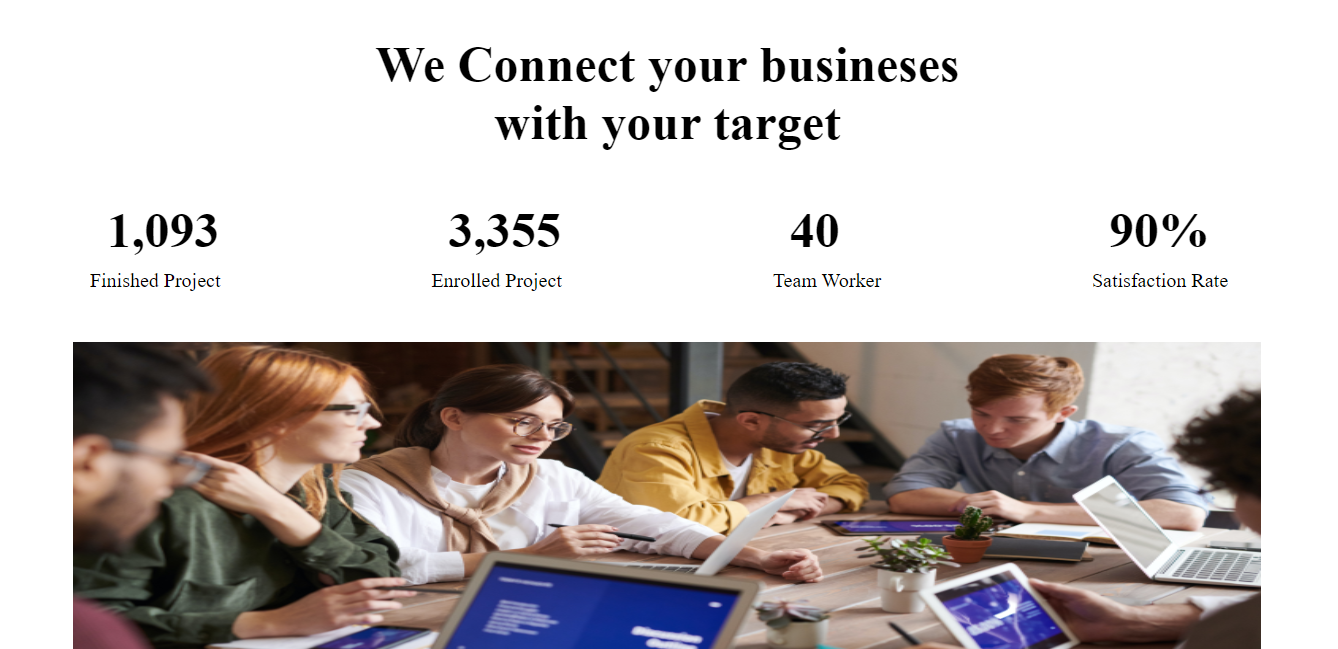 We Connect your busineses
with your target
1,093
3,355
40
90%
Finished Project
Enrolled Project
Team Worker
Satisfaction Rate